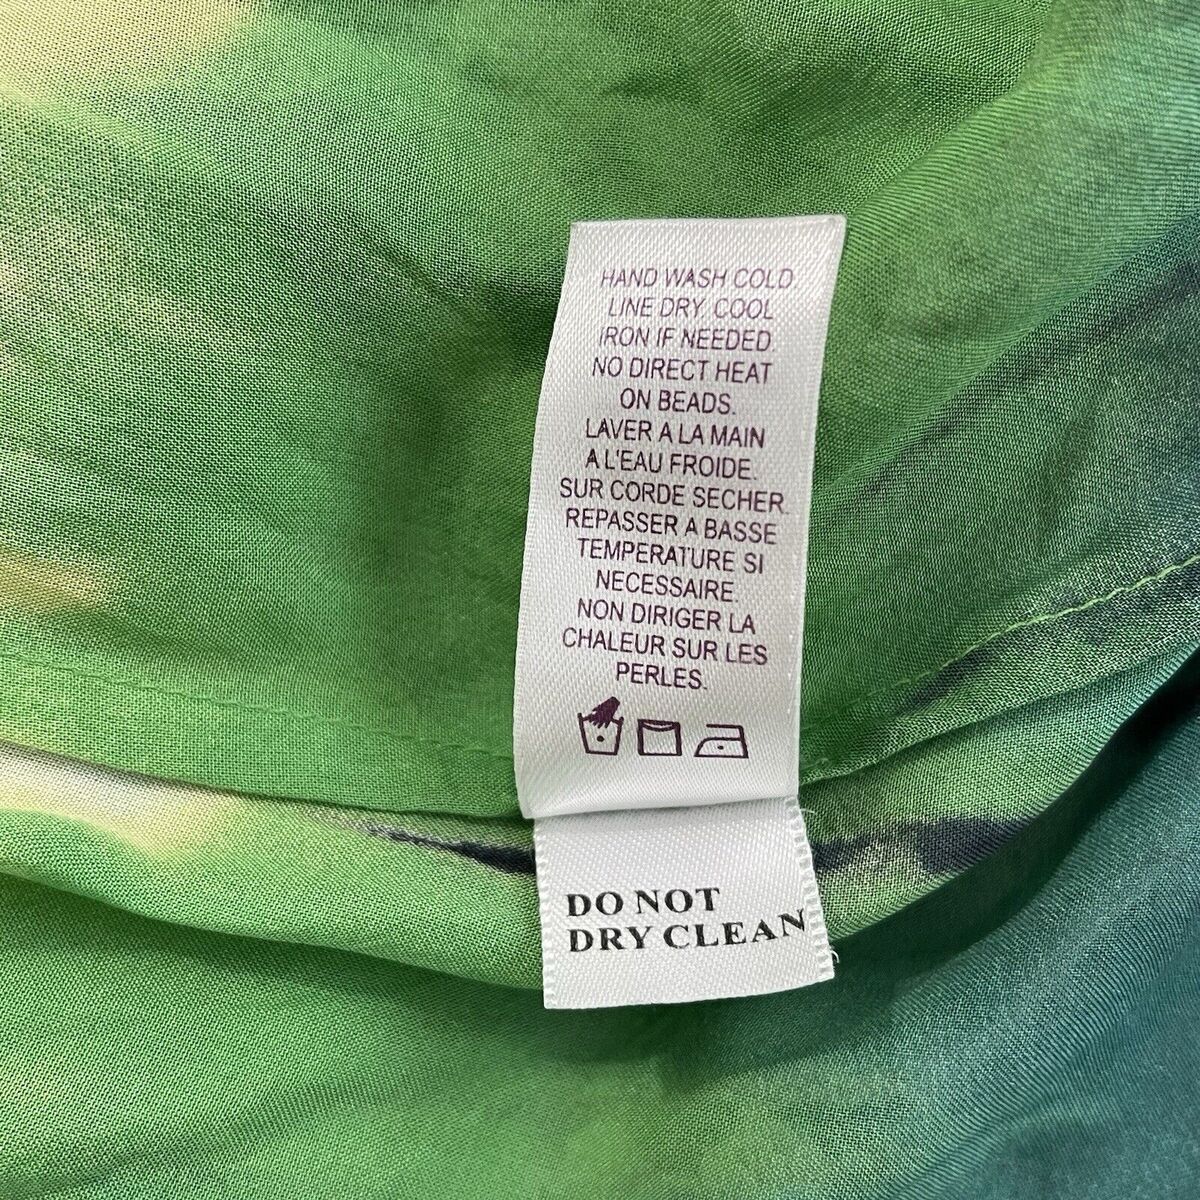 HAND WASH COLD
LINE DRY. COOL
IRON IF NEEDED.
NO DIRECT HEAT
ON BEADS.
LAVER A LA MAIN
A L'EAU FROIDE.
SUR CORDE SECHER.
REPASSER A BASSE
TEMPERATURE SI
NECESSAIRE.
NON DIRIGER LA
CHALEUR SUR LES
PERLES.
DO NOT
DRY CLEAN